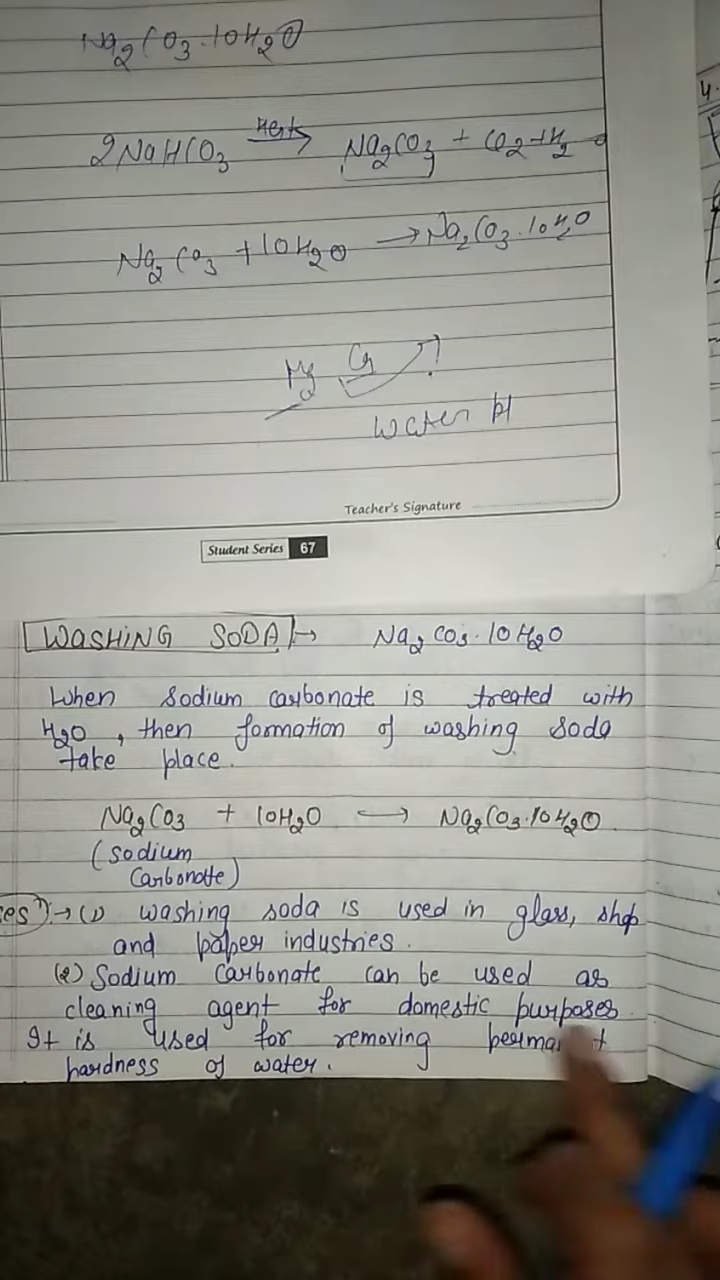 Na2CO3.10H2O
2NaHCO3 Heat→ Na2CO3 + CO2+H2O
Na2CO3 + 10H2O → Na2CO3.10H2O
Mg Ca
Water
Teacher's Signature
Student Series 67
WASHING SODA → Na2CO3.10H2O
When Sodium carbonate is treated with
H2O, then formation of washing soda
take place.
Na2CO3 + 10H2O → Na2CO3.10H2O.
(Sodium
Carbonate)
→ (1) washing soda is used in glass,
and paper industries.
(2) Sodium Carbonate can be used as
cleaning agent for domestic purposes.
It is used for removing
hardness of water.
4.